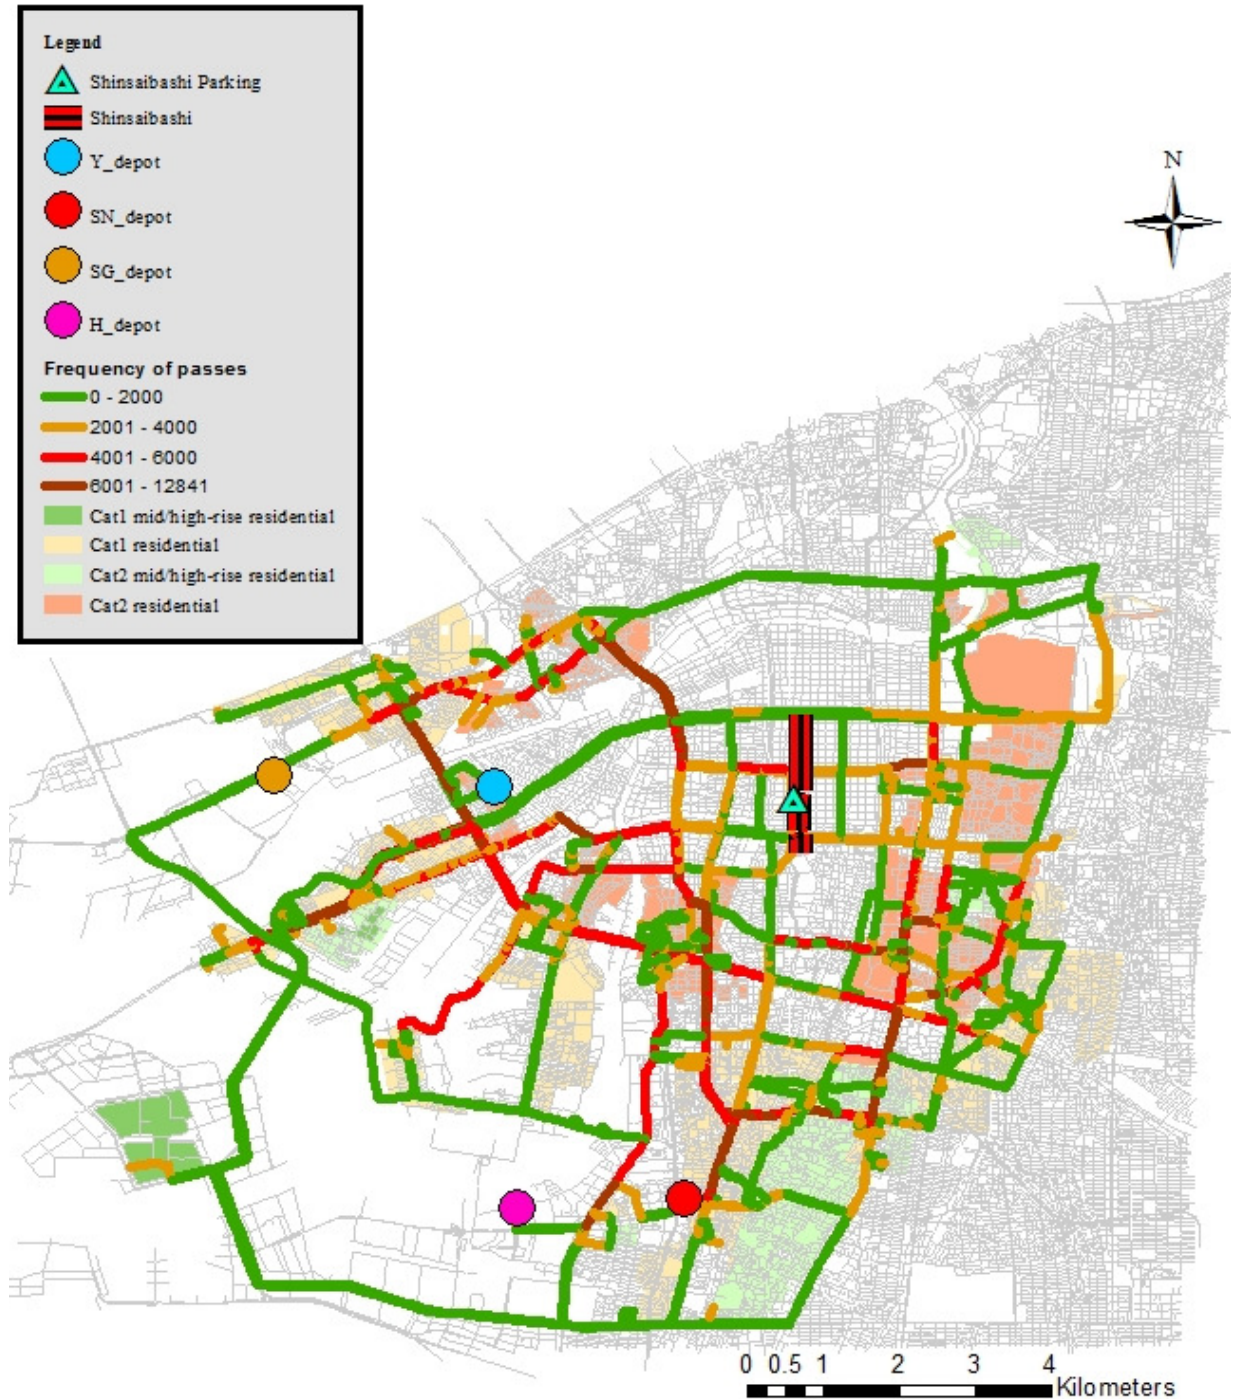 Legend
Shinsaibashi Parking
Shinsaibashi
Y_depot
SN_depot
SG_depot
H_depot
Frequency of passes
0 - 2000
2001 - 4000
4001 - 6000
6001 - 12841
Cat1 mid/high-rise residential
Cat1 residential
Cat2 mid/high-rise residential
Cat2 residential
N
0 0.5 1 2 3 4
Kilometers